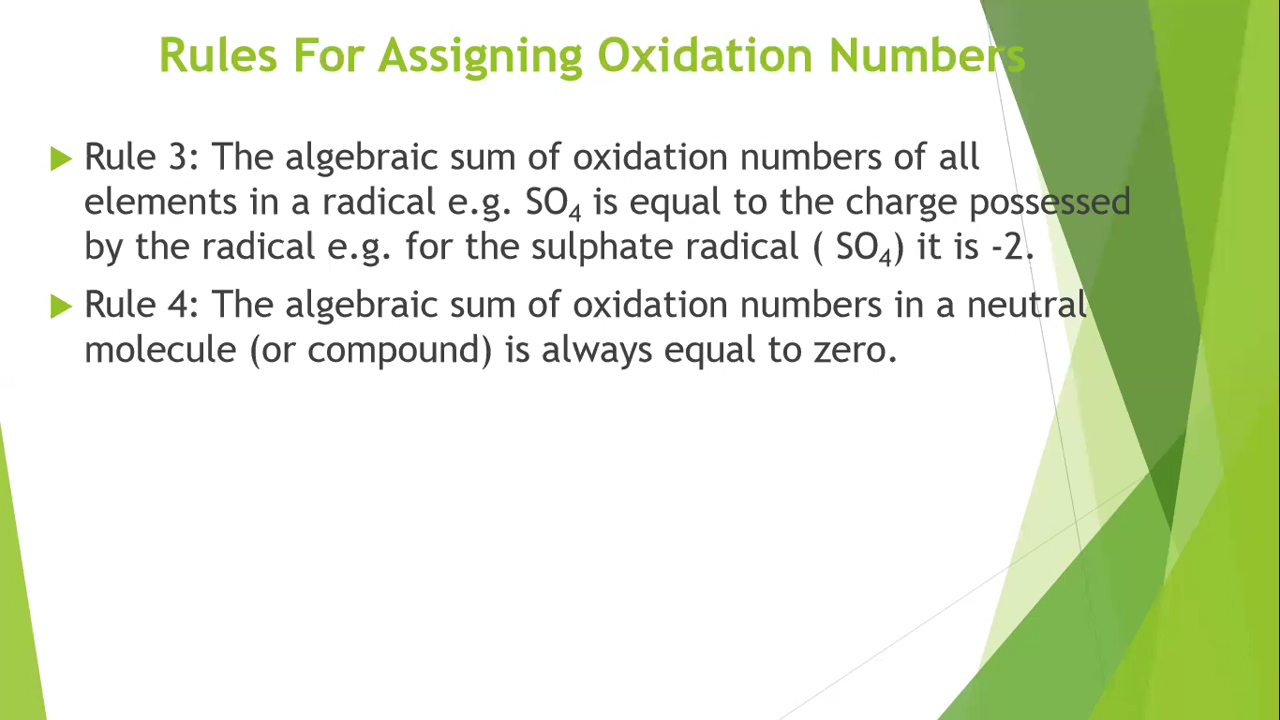 Rules For Assigning Oxidation Numbers
Rule 3: The algebraic sum of oxidation numbers of all
elements in a radical e.g. SO₄ is equal to the charge possessed
by the radical e.g. for the sulphate radical ( SO₄) it is -2.
Rule 4: The algebraic sum of oxidation numbers in a neutral
molecule (or compound) is always equal to zero.